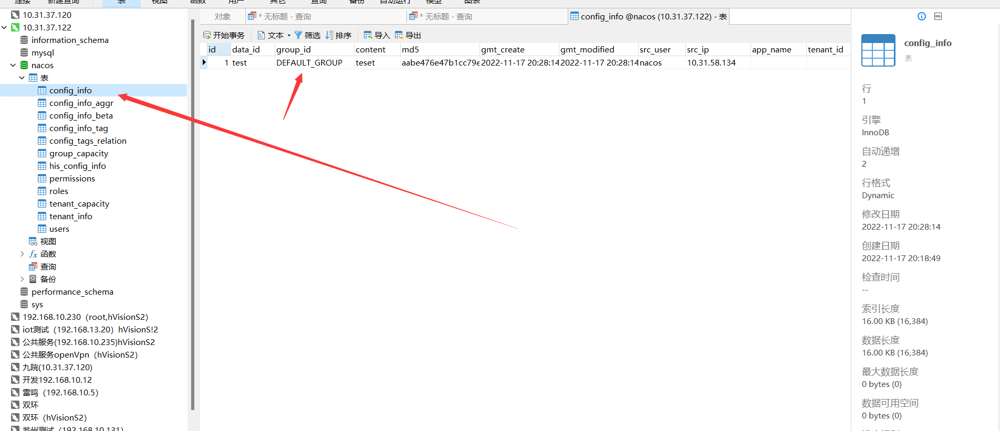 连接 新建查询 表 视图 函数 用户 其它 查询 备份 自动运行 模型 图表
10.31.37.120
10.31.37.122
information_schema
mysql
nacos
表
config_info
config_info_aggr
config_info_beta
config_info_tag
config_tags_relation
group_capacity
his_config_info
permissions
roles
tenant_capacity
tenant_info
users
视图
fx 函数
查询
备份
performance_schema
sys
192.168.10.230（root,hVisionS2）
iot测试（192.168.13.20）hVisionS!2
公共服务(192.168.10.235)hVisionS2
公共服务openVpn（hVisionS2）
九院(10.31.37.120)
开发192.168.10.12
雷鸣（192.168.10.5）
双环
双环（hVisionS2）
苏州测试（192.168.10.131）
对象 * 无标题 - 查询 * 无标题 - 查询 config_info @nacos (10.31.37.122) - 表
开始事务 文本 筛选 排序 导入 导出
id data_id group_id content md5 gmt_create gmt_modified src_user src_ip app_name tenant_id
1 test DEFAULT_GROUP teset aabe476e47b1cc79e 2022-11-17 20:28:14 2022-11-17 20:28:14 nacos 10.31.58.134
DDL
config_info
表
行
1
引擎
InnoDB
自动递增
2
行格式
Dynamic
修改日期
2022-11-17 20:28:14
创建日期
2022-11-17 20:18:49
检查时间
--
索引长度
16.00 KB (16,384)
数据长度
16.00 KB (16,384)
最大数据长度
0 bytes (0)
数据可用空间
0 bytes (0)